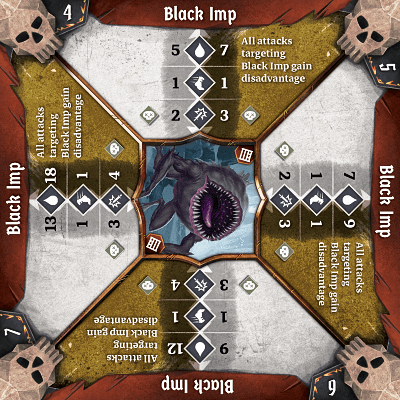 4
Black Imp
5 7
1 1
2 3
All attacks
targeting
Black Imp gain
disadvantage
5
Black Imp
7 9
1 1
2 3
All attacks
targeting
Black Imp gain
disadvantage
6
Black Imp
9 12
1 1
3 4
All attacks
targeting
Black Imp gain
disadvantage
7
Black Imp
13 18
1 1
3 4
All attacks
targeting
Black Imp gain
disadvantage